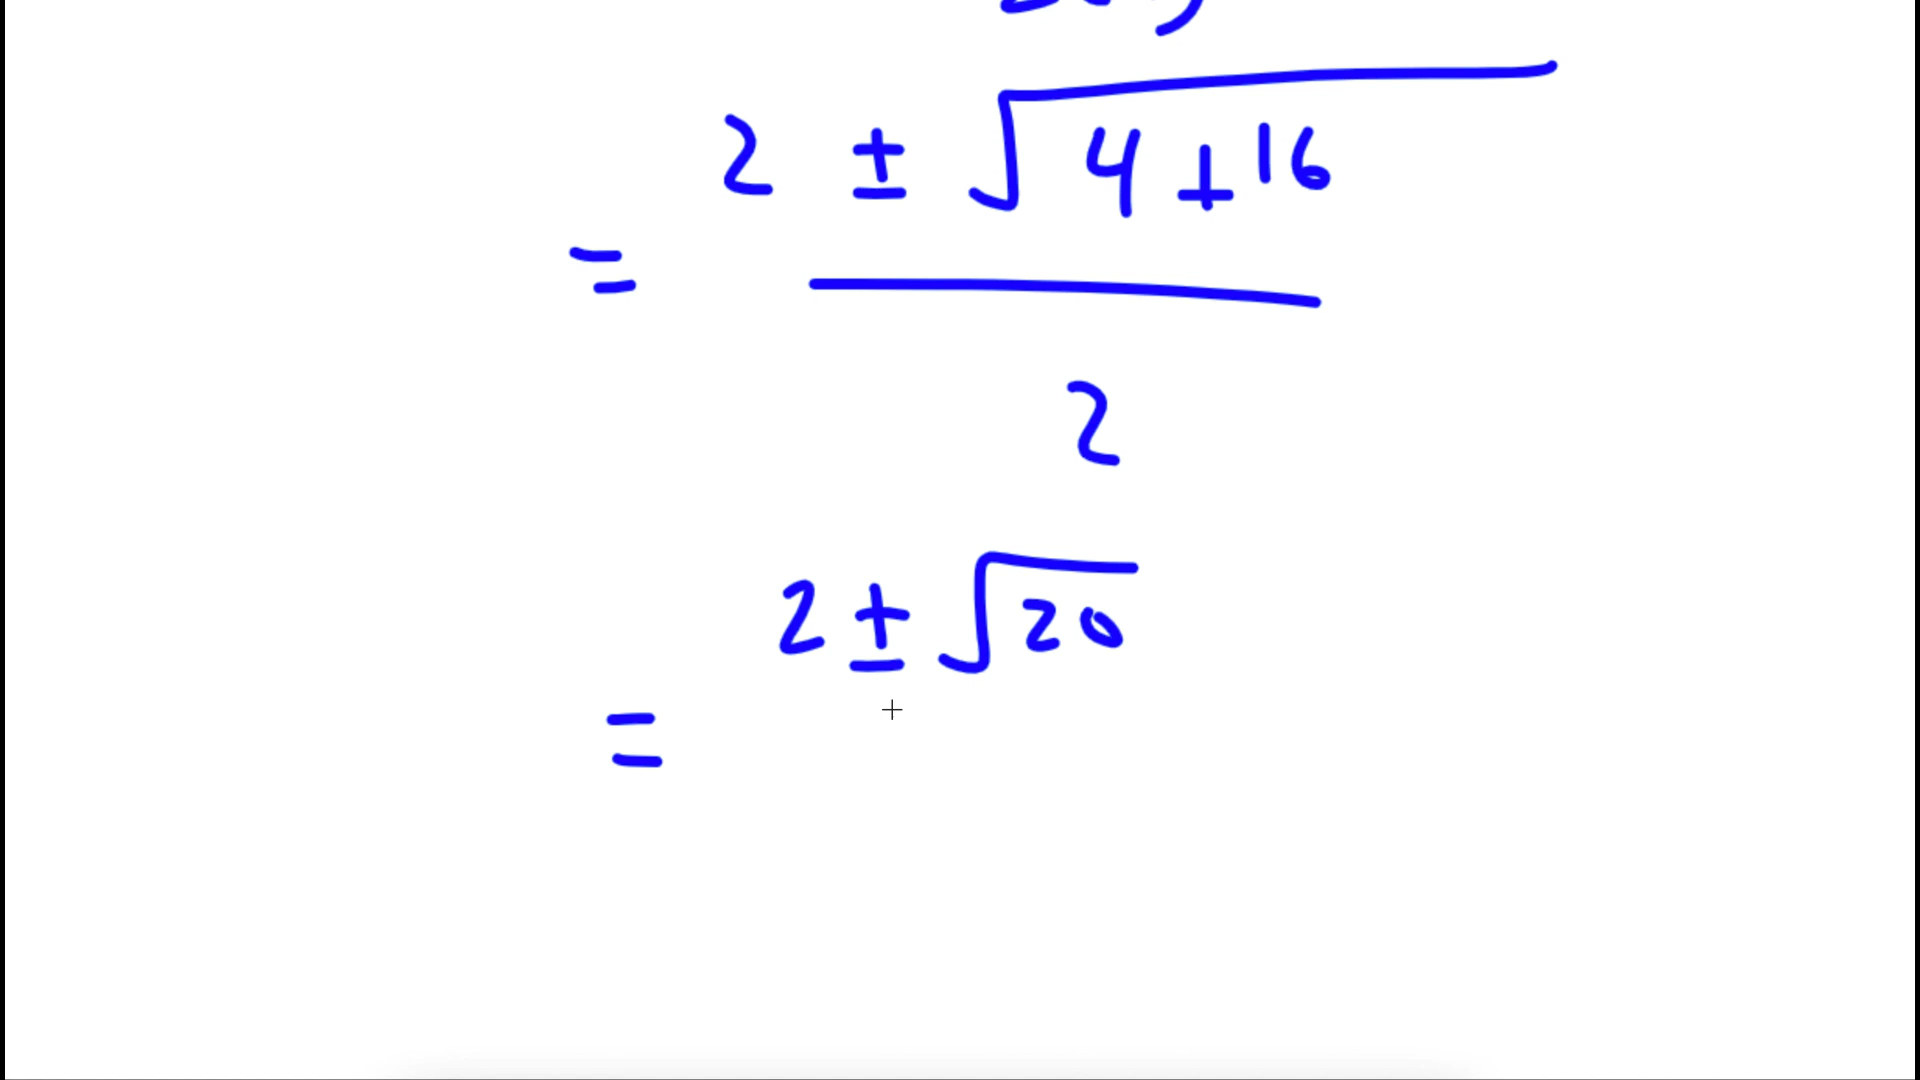 2 ± √4+16
=
2
2 ± √20
=